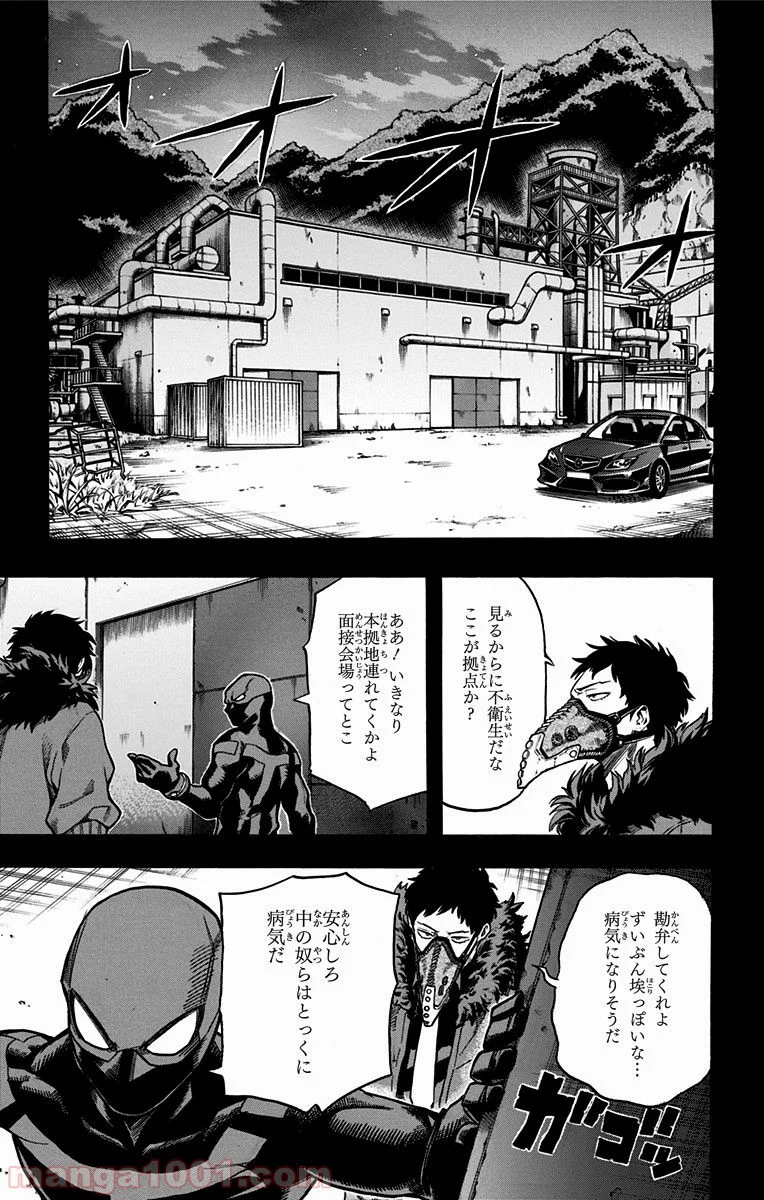 オオオオ
見るからに不衛生だな
ここが拠点か?
ああ!いきなり
本拠地連れてくかよ
面接会場ってとこ
勘弁してくれよ
ずいぶん埃っぽいな…
病気になりそうだ
安心しろ
中の奴らはとっくに
病気だ
ガコッ
manga1001.com